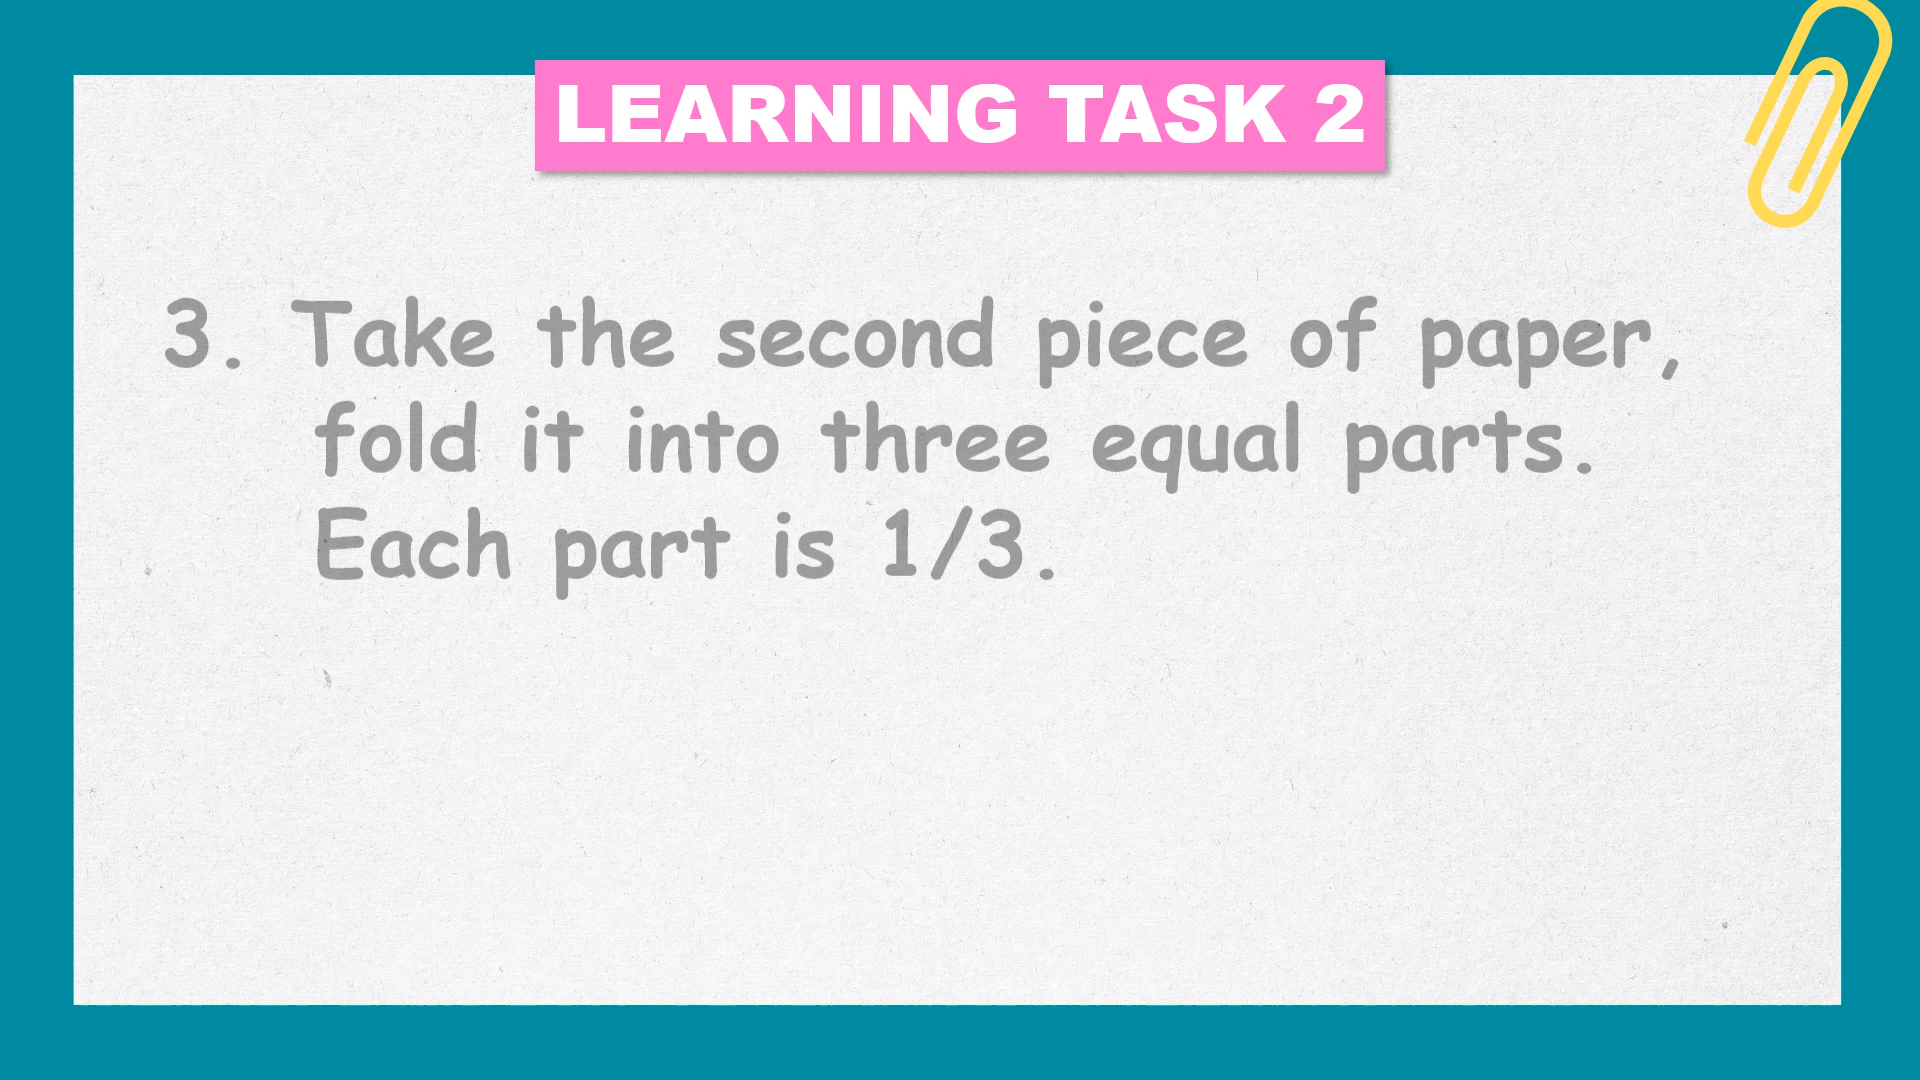 LEARNING TASK 2
3. Take the second piece of paper,
fold it into three equal parts.
Each part is 1/3.